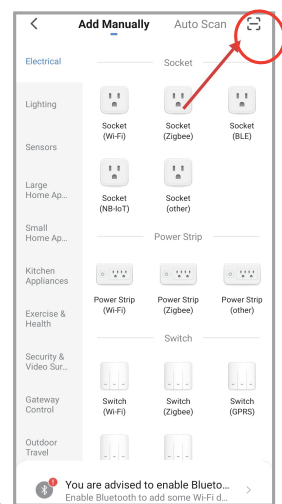 Add Manually Auto Scan
Electrical
Socket
Lighting
Socket
(Wi-Fi)
Socket
(Zigbee)
Socket
(BLE)
Sensors
Large
Home Ap...
Socket
(NB-IoT)
Socket
(other)
Small
Home Ap...
Power Strip
Kitchen
Appliances
Power Strip
(Wi-Fi)
Power Strip
(Zigbee)
Power Strip
(other)
Exercise &
Health
Switch
Security &
Video Sur...
Gateway
Control
Switch
(Wi-Fi)
Switch
(Zigbee)
Switch
(GPRS)
Outdoor
Travel
You are advised to enable Blueto...
Enable Bluetooth to add some Wi-Fi d...